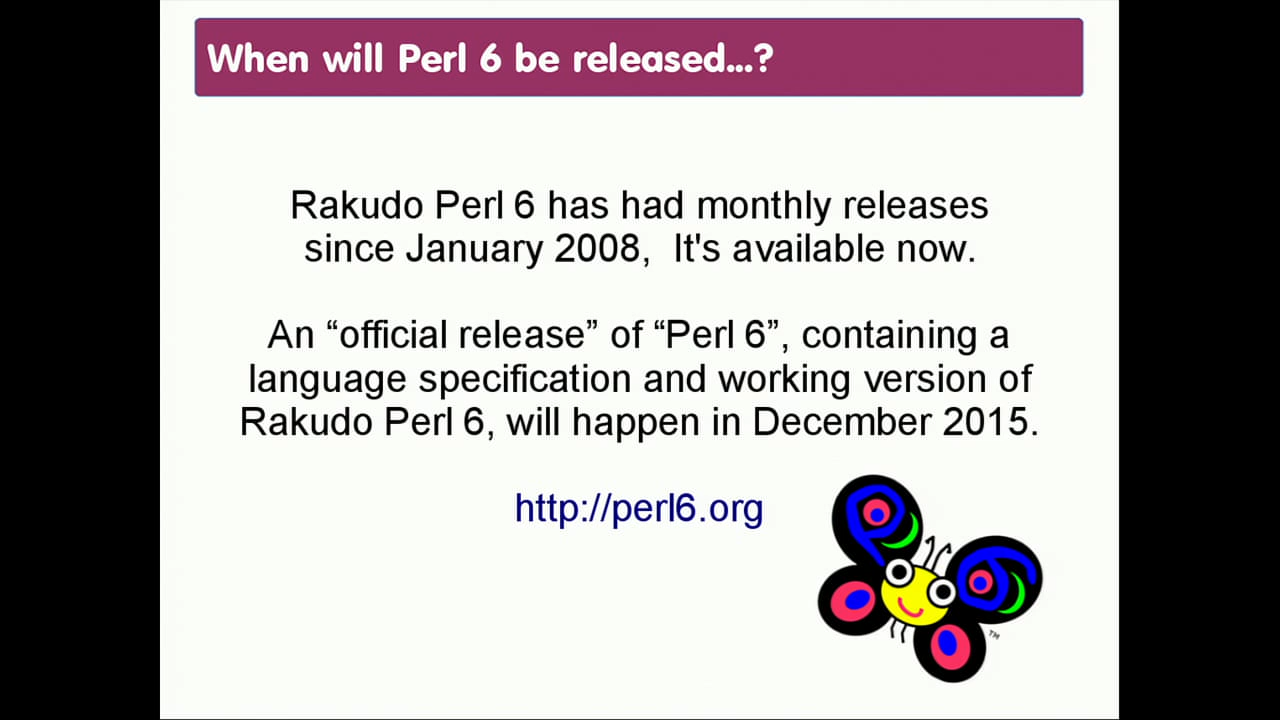 When will Perl 6 be released...?
Rakudo Perl 6 has had monthly releases
since January 2008,  It's available now.
An “official release” of “Perl 6”, containing a
language specification and working version of
Rakudo Perl 6, will happen in December 2015.
http://perl6.org
TM